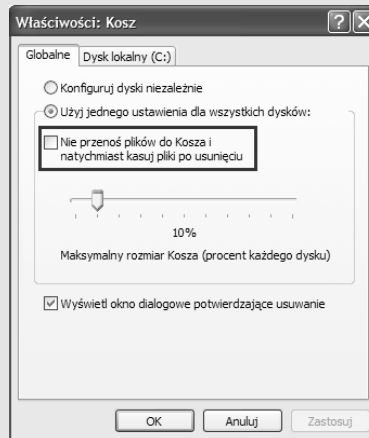 Właściwości: Kosz
Globalne
Dysk lokalny (C:)
Konfiguruj dyski niezależnie
Użyj jednego ustawienia dla wszystkich dysków:
Nie przenoś plików do Kosza i
natychmiast kasuj pliki po usunięciu
10%
Maksymalny rozmiar Kosza (procent każdego dysku)
Wyświetl okno dialogowe potwierdzające usuwanie
OK
Anuluj
Zastosuj